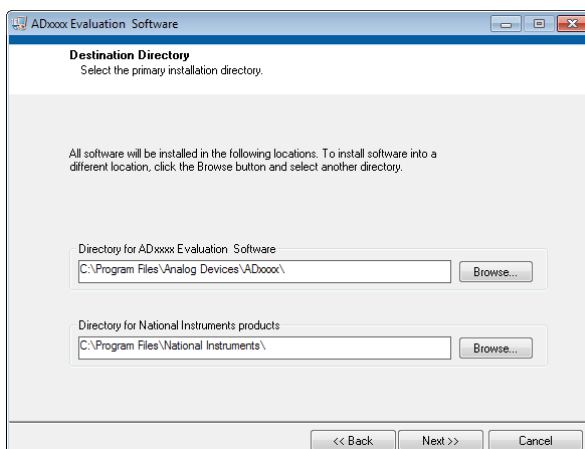 ADxxxx Evaluation Software
Destination Directory
Select the primary installation directory.
All software will be installed in the following locations. To install software into a
different location, click the Browse button and select another directory.
Directory for ADxxxx Evaluation Software
C:\Program Files\Analog Devices\ADxxxx\
Browse...
Directory for National Instruments products
C:\Program Files\National Instruments\
Browse...
<< Back
Next >>
Cancel